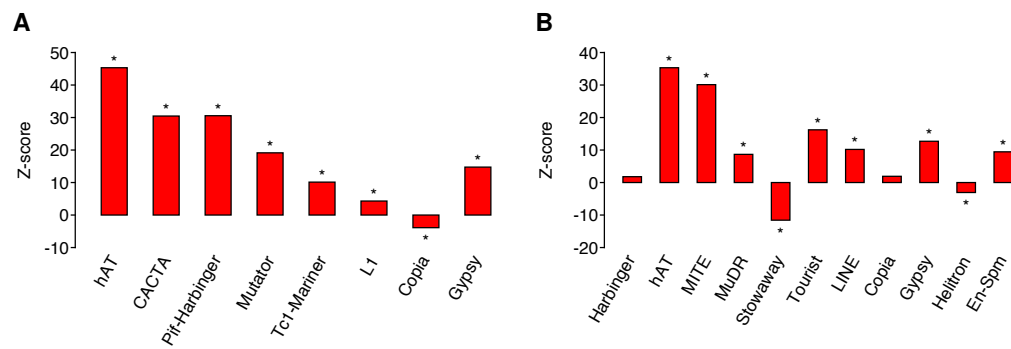 A
Z-score
50
40
30
20
10
0
-10
* * * * * * * *
hAT
CACTA
Pif-Harbinger
Mutator
Tc1-Mariner
L1
Copia
Gypsy
B
Z-score
40
30
20
10
0
-10
-20
* * * * * * * * *
Harbinger
hAT
MITE
MuDR
Stowaway
Tourist
LINE
Copia
Gypsy
Helitron
En-Spm